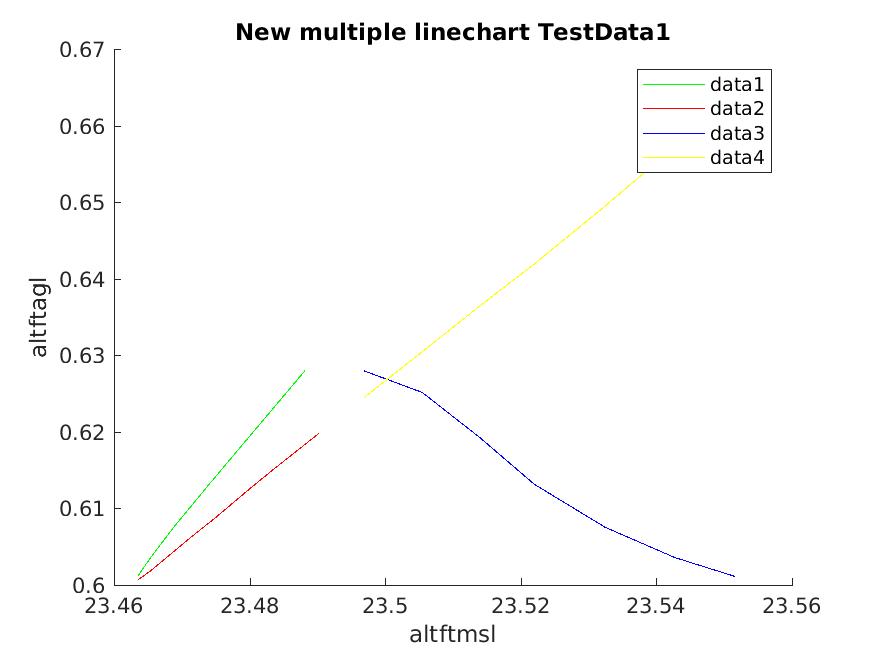 New multiple linechart TestData1
0.67
0.66
0.65
0.64
0.63
0.62
0.61
0.6
altftagl
data1
data2
data3
data4
23.46 23.48 23.5 23.52 23.54 23.56
altftmsl